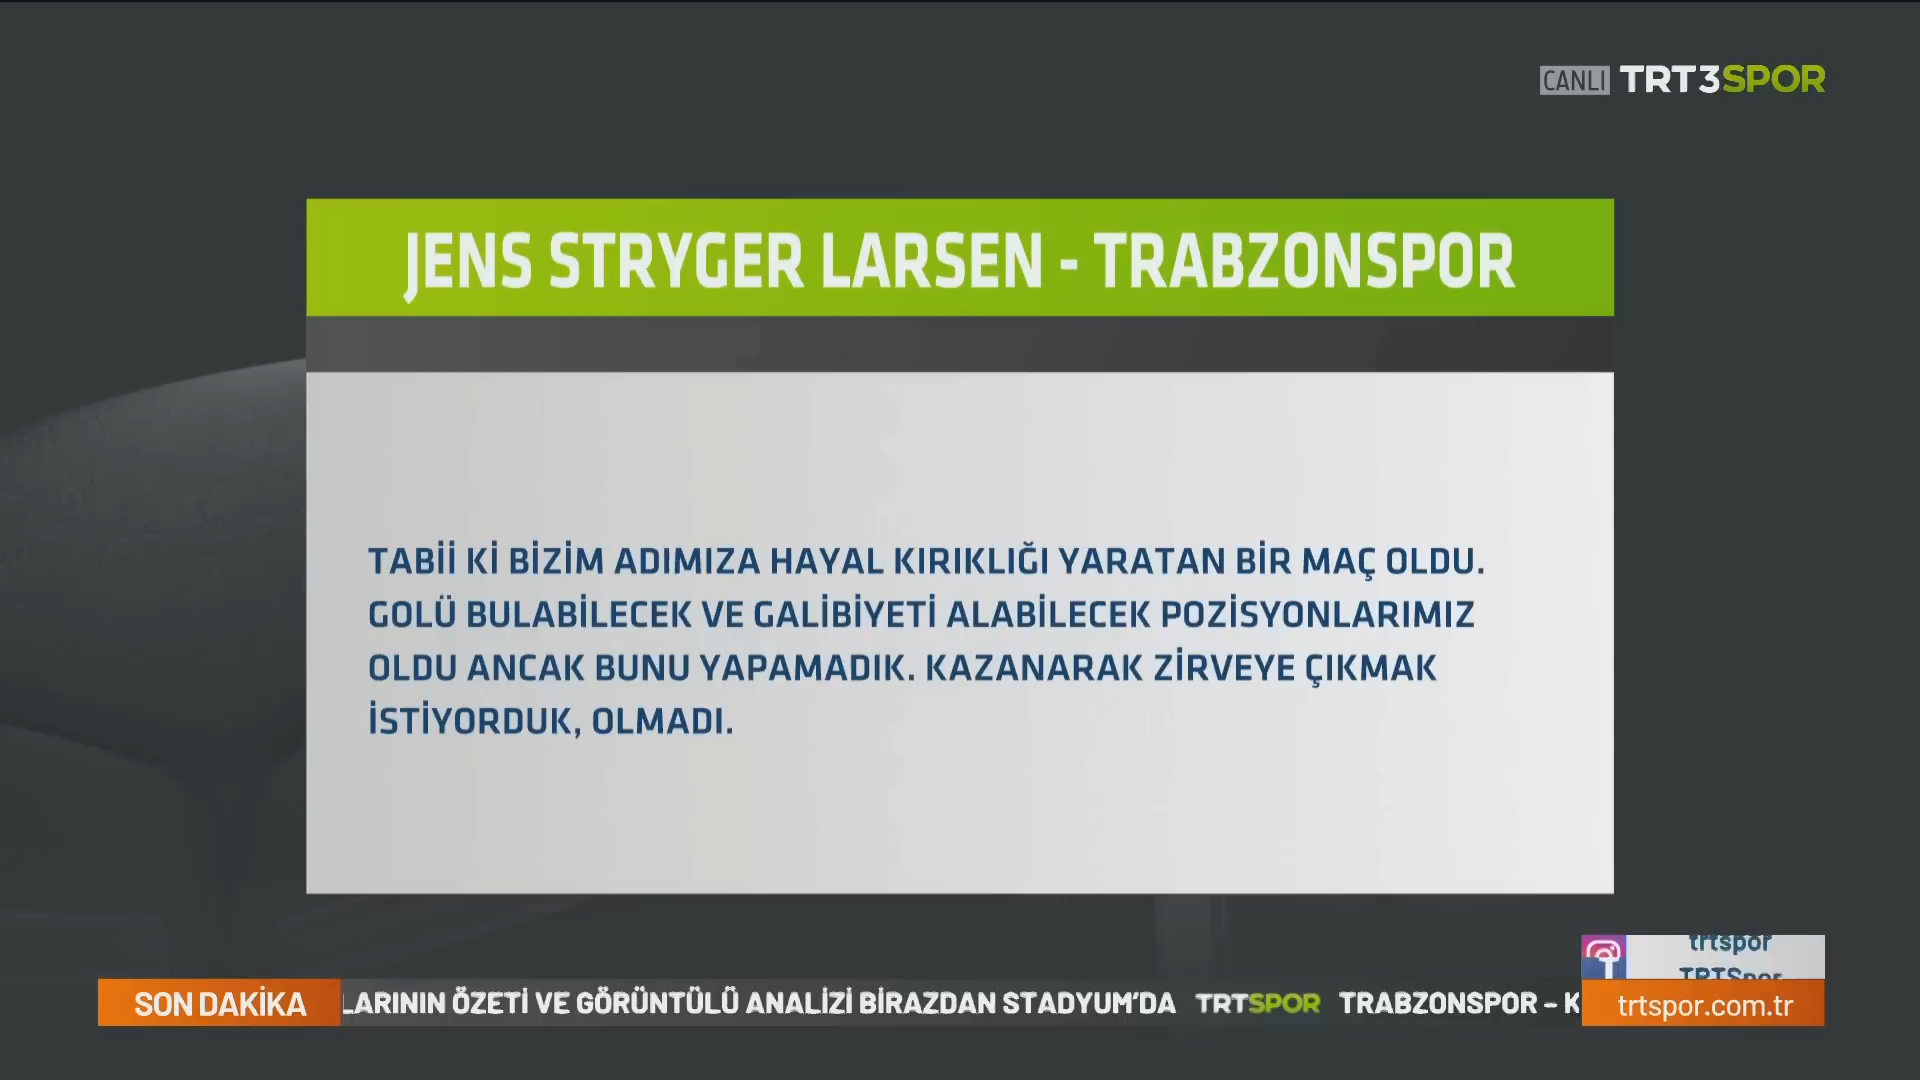 CANLI TRT3SPOR
JENS STRYGER LARSEN - TRABZONSPOR
TABİİ Kİ BİZİM ADIMIZA HAYAL KIRIKLIĞI YARATAN BİR MAÇ OLDU.
GOLÜ BULABİLECEK VE GALİBİYETİ ALABİLECEK POZİSYONLARIMIZ
OLDU ANCAK BUNU YAPAMADIK. KAZANARAK ZİRVEYE ÇIKMAK
İSTİYORDUK, OLMADI.
trtspor
TRTSpor
SON DAKİKA LARININ ÖZETİ VE GÖRÜNTÜLÜ ANALİZİ BİRAZDAN STADYUM'DA TRTSPOR TRABZONSPOR – K
trtspor.com.tr